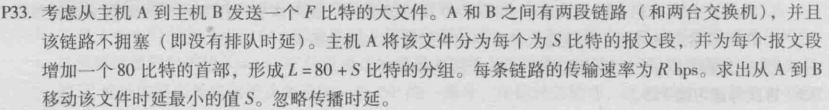 P33. 考虑从主机 A 到主机 B 发送一个 F 比特的大文件。A 和 B 之间有两段链路（和两台交换机），并且
该链路不拥塞（即没有排队时延）。主机 A 将该文件分为每个为 S 比特的报文段，并为每个报文段
增加一个 80 比特的首部，形成 L = 80 + S 比特的分组。每条链路的传输速率为 R bps。求出从 A 到 B
移动该文件时延最小的值 S。忽略传播时延。